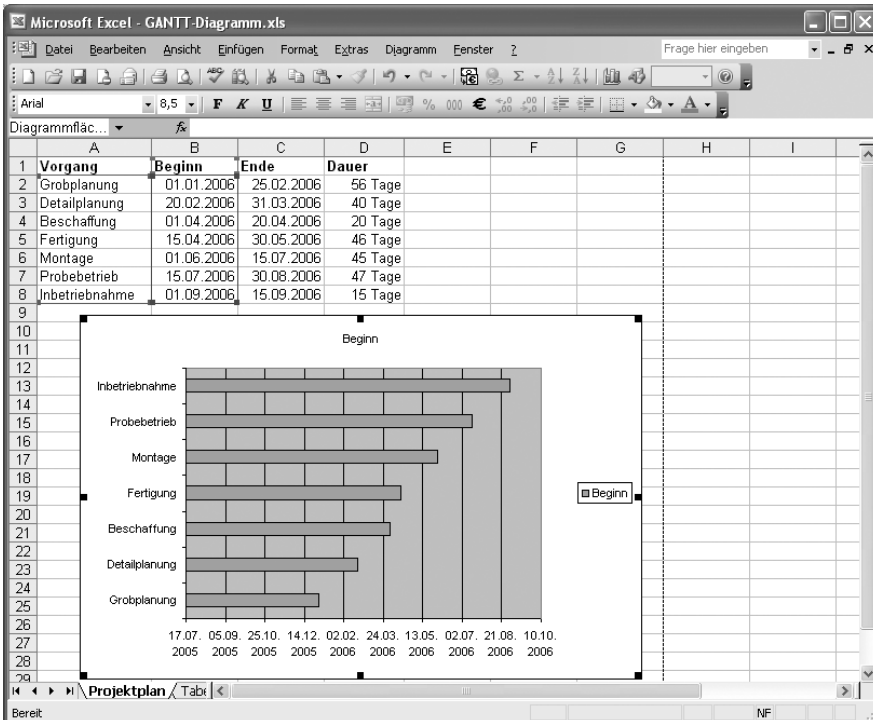 Microsoft Excel - GANTT-Diagramm.xls
Datei Bearbeiten Ansicht Einfügen Format Extras Diagramm Fenster ? Frage hier eingeben
Arial 8,5 F K U % 000 €
Diagrammfläc... fx
A B C D E F G H I
1 Vorgang Beginn Ende Dauer
2 Grobplanung 01.01.2006 25.02.2006 56 Tage
3 Detailplanung 20.02.2006 31.03.2006 40 Tage
4 Beschaffung 01.04.2006 20.04.2006 20 Tage
5 Fertigung 15.04.2006 30.05.2006 46 Tage
6 Montage 01.06.2006 15.07.2006 45 Tage
7 Probebetrieb 15.07.2006 30.08.2006 47 Tage
8 Inbetriebnahme 01.09.2006 15.09.2006 15 Tage
9
10
Beginn
11
12
13 Inbetriebnahme
14
15 Probebetrieb
16
17 Montage
18
19 Fertigung Beginn
20
21 Beschaffung
22
23 Detailplanung
24
25 Grobplanung
26
27 17.07. 05.09. 25.10. 14.12. 02.02. 24.03. 13.05. 02.07. 21.08. 10.10.
28 2005 2005 2005 2005 2006 2006 2006 2006 2006 2006
29
Projektplan Tabe
Bereit NF